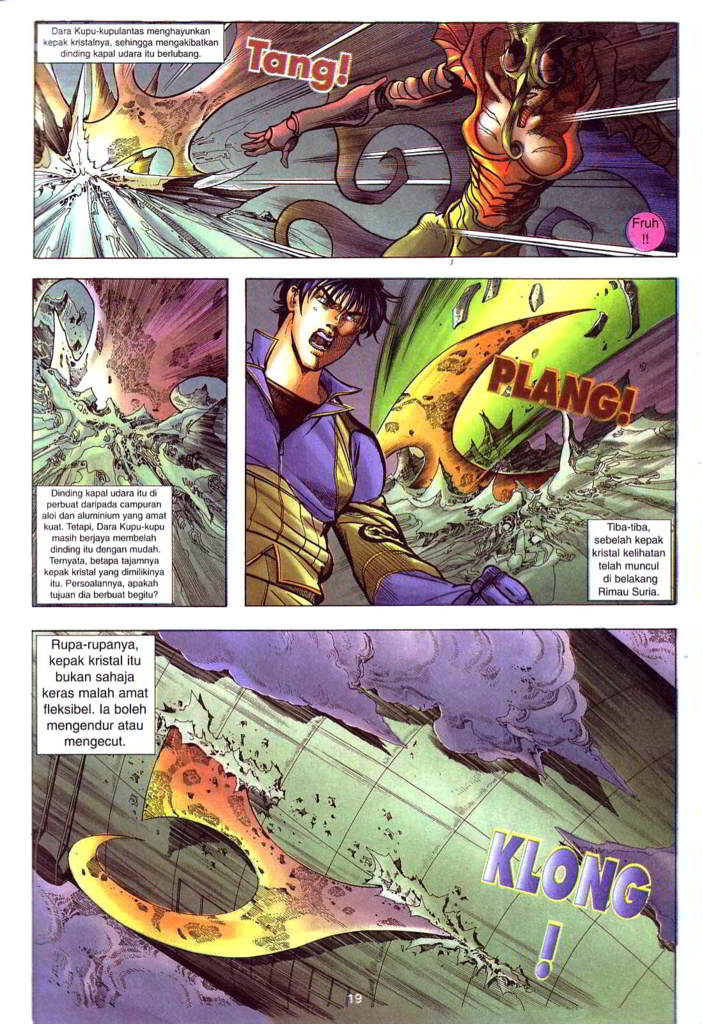 Dara Kupu-kupulantas menghayunkan
kepak kristalnya, sehingga mengakibatkan
dinding kapal udara itu berlubang.
Tang!
Fruh
!!
Dinding kapal udara itu di
perbuat daripada campuran
aloi dan aluminium yang amat
kuat. Tetapi, Dara Kupu-kupu
masih berjaya membelah
dinding itu dengan mudah.
Ternyata, betapa tajamnya
kepak kristal yang dimilikinya
itu. Persoalannya, apakah
tujuan dia berbuat begitu?
PLANG!
Tiba-tiba,
sebelah kepak
kristal kelihatan
telah muncul
di belakang
Rimau Suria.
Rupa-rupanya,
kepak kristal itu
bukan sahaja
keras malah amat
fleksibel. Ia boleh
mengendur atau
mengecut.
KLONG
!
19